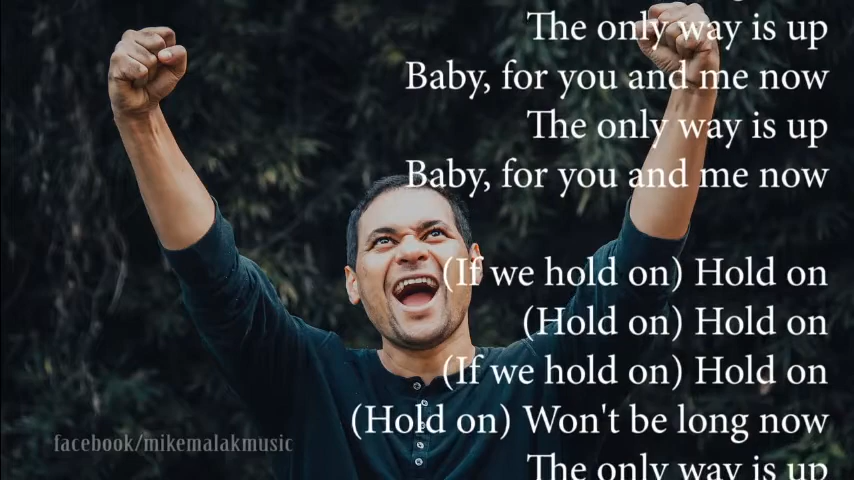 The only way is up
Baby, for you and me now
The only way is up
Baby, for you and me now
(If we hold on) Hold on
(Hold on) Hold on
(If we hold on) Hold on
(Hold on) Won't be long now
The only way is up
facebook/mikemalakmusic